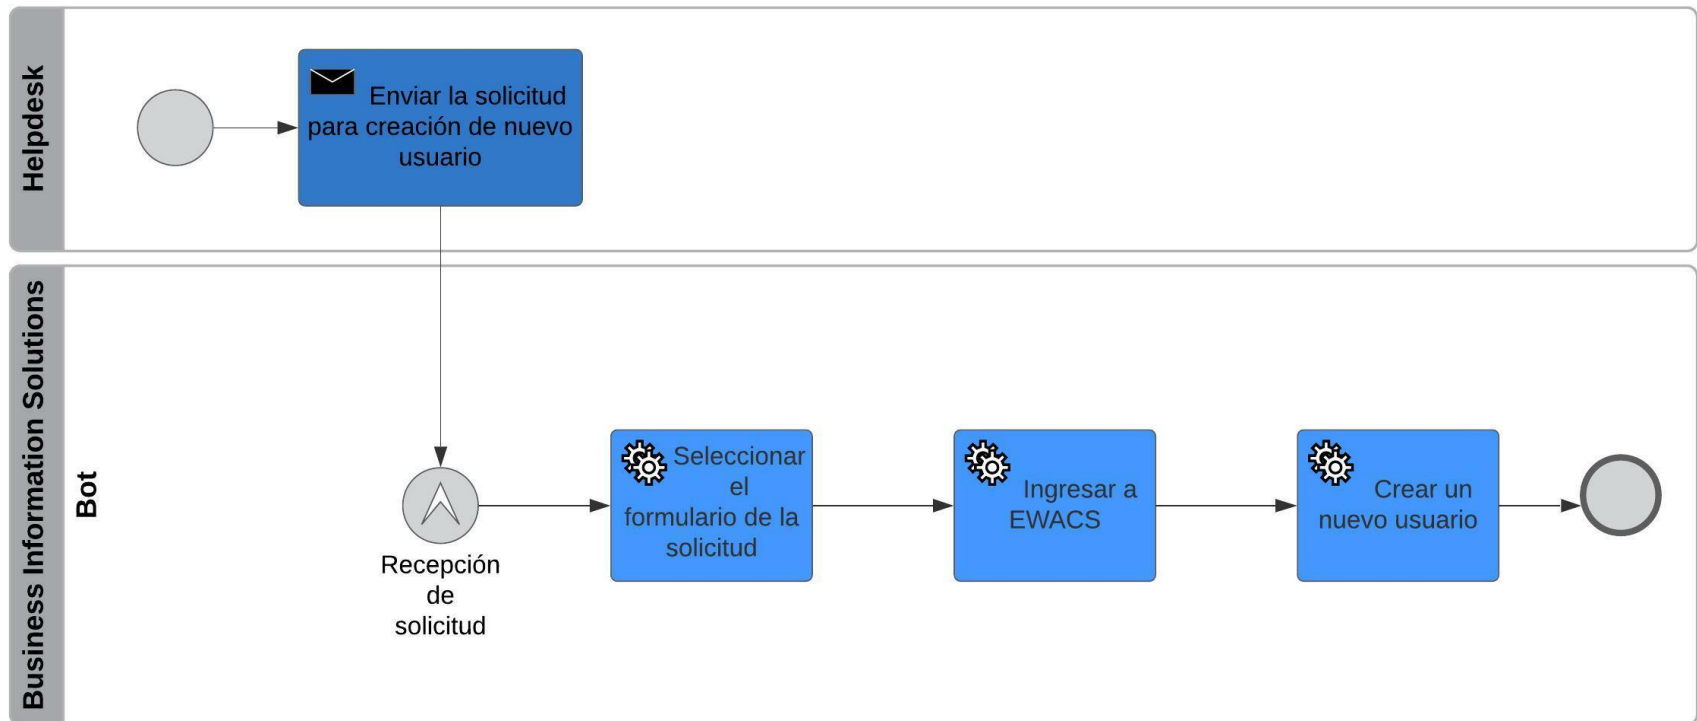 Helpdesk
Enviar la solicitud
para creación de nuevo
usuario
Business Information Solutions
Bot
Recepción
de
solicitud
Seleccionar
el
formulario de la
solicitud
Ingresar a
EWACS
Crear un
nuevo usuario